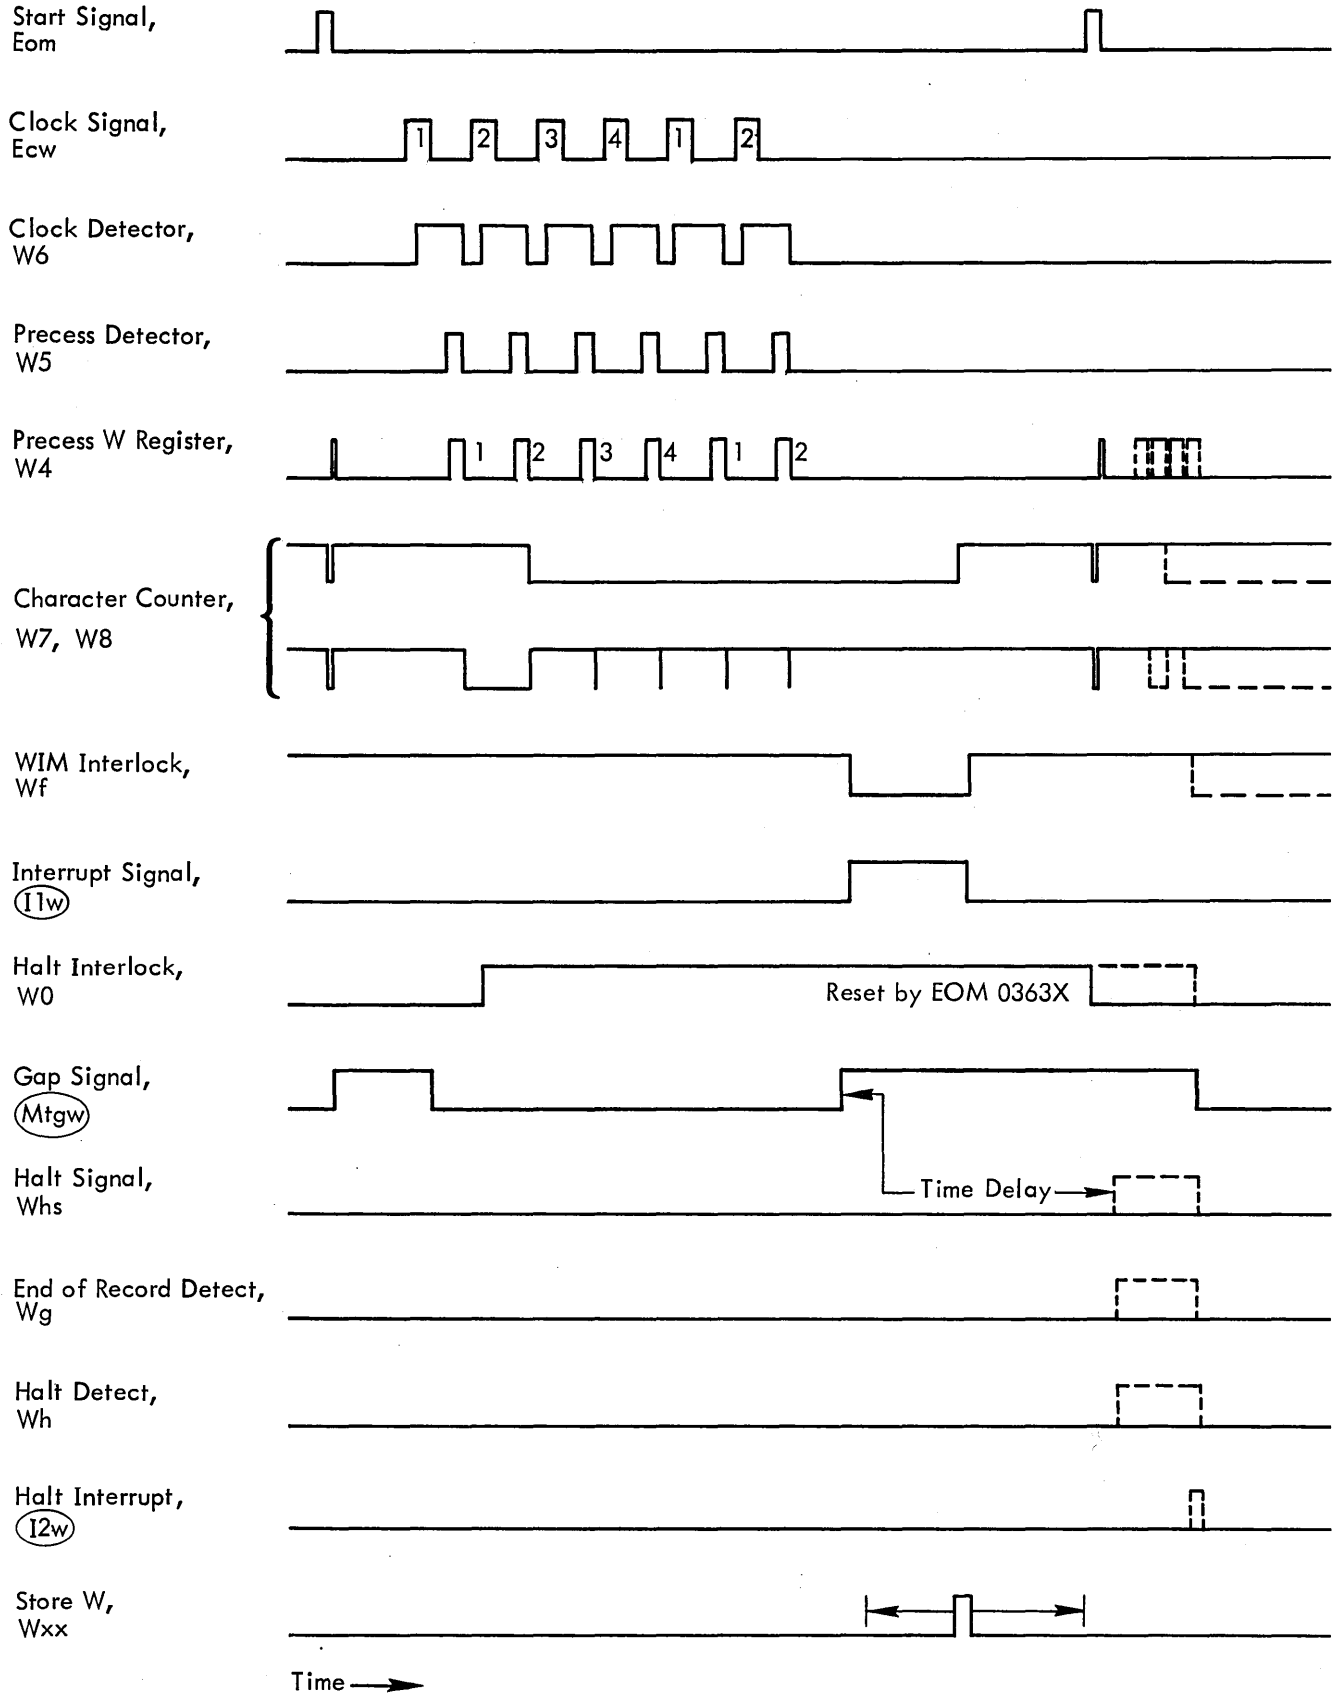 Start Signal,
Eom
Clock Signal,
Ecw
1 2 3 4 1 2
Clock Detector,
W6
Precess Detector,
W5
Precess W Register,
W4
1 2 3 4 1 2
Character Counter,
W7, W8
WIM Interlock,
Wf
Interrupt Signal,
I1w
Halt Interlock,
W0
Reset by EOM 0363X
Gap Signal,
Mtgw
Halt Signal,
Whs
Time Delay
End of Record Detect,
Wg
Halt Detect,
Wh
Halt Interrupt,
I2w
Store W,
Wxx
Time